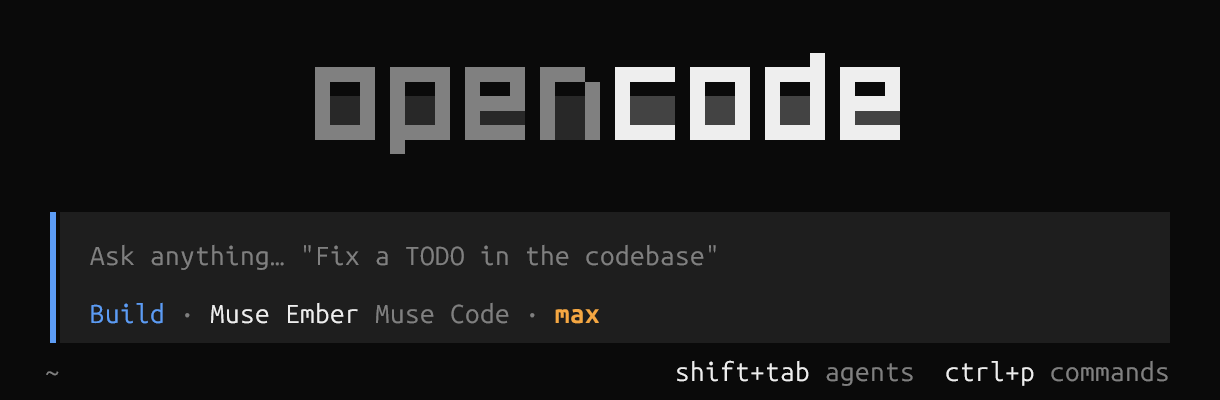 opencode
Ask anything… "Fix a TODO in the codebase"
Build · Muse Ember Muse Code · max
~ shift+tab agents ctrl+p commands